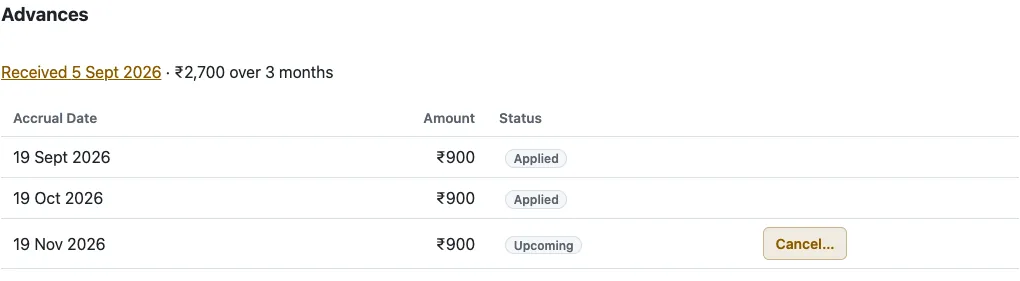 Advances
Received 5 Sept 2026 · ₹2,700 over 3 months
Accrual Date Amount Status
19 Sept 2026 ₹900 Applied
19 Oct 2026 ₹900 Applied
19 Nov 2026 ₹900 Upcoming Cancel...